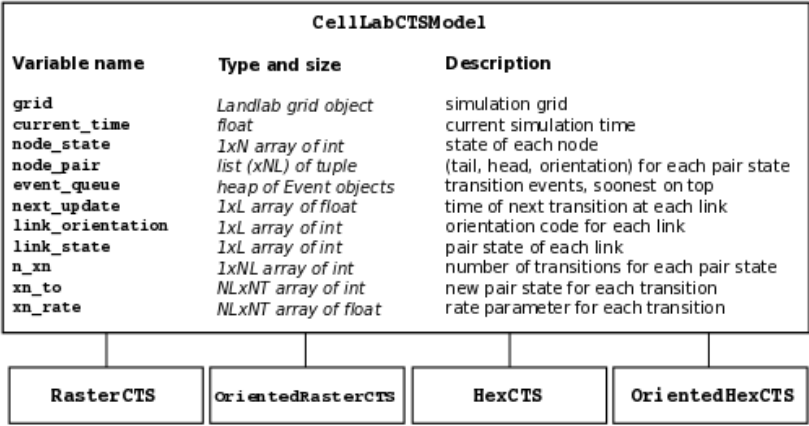 CellLabCTSModel
Variable name Type and size Description
grid Landlab grid object simulation grid
current_time float current simulation time
node_state 1xN array of int state of each node
node_pair list (xNL) of tuple (tail, head, orientation) for each pair state
event_queue heap of Event objects transition events, soonest on top
next_update 1xL array of float time of next transition at each link
link_orientation 1xL array of int orientation code for each link
link_state 1xL array of int pair state of each link
n_xn 1xNL array of int number of transitions for each pair state
xn_to NLxNT array of int new pair state for each transition
xn_rate NLxNT array of float rate parameter for each transition
RasterCTS OrientedRasterCTS HexCTS OrientedHexCTS